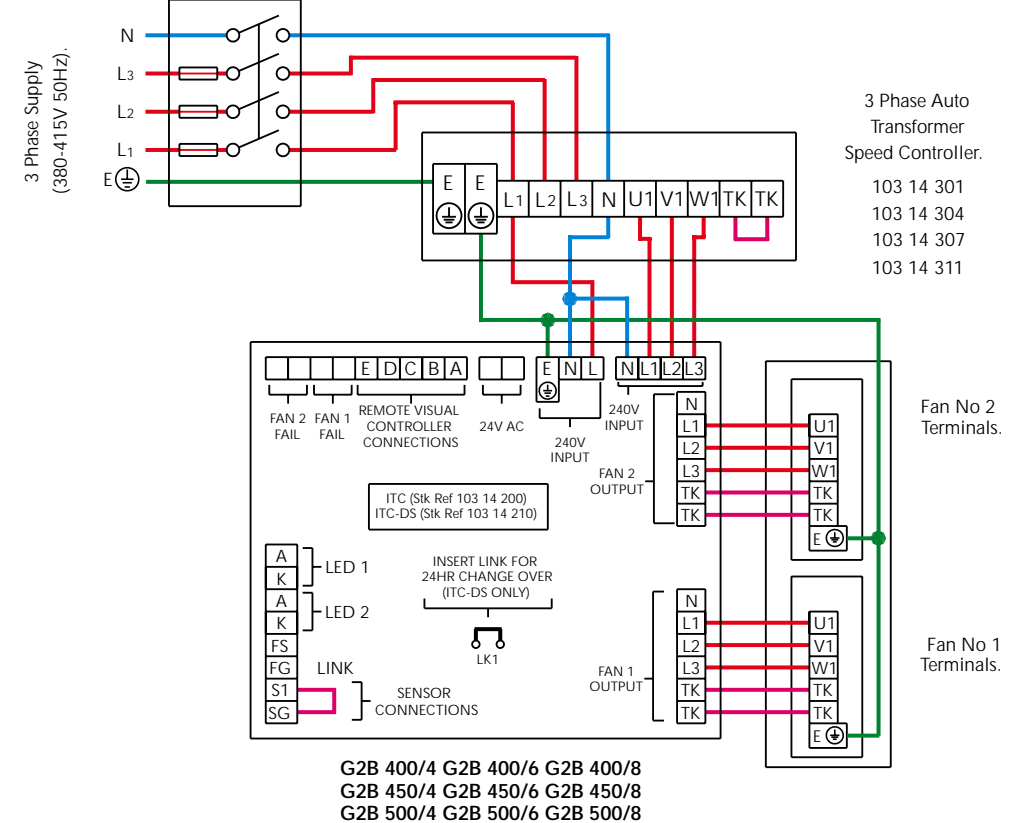 3 Phase Supply
(380-415V 50Hz).
N
L3
L2
L1
E
3 Phase Auto
Transformer
Speed Controller.
103 14 301
103 14 304
103 14 307
103 14 311
E E L1 L2 L3 N U1 V1 W1 TK TK
E D C B A
E N L
N L1 L2 L3
FAN 2
FAIL
FAN 1
FAIL
REMOTE VISUAL
CONTROLLER
CONNECTIONS
24V AC
240V
INPUT
240V
INPUT
N
L1
L2
L3
TK
TK
FAN 2
OUTPUT
U1
V1
W1
TK
TK
E
Fan No 2
Terminals.
ITC (Stk Ref 103 14 200)
ITC-DS (Stk Ref 103 14 210)
A
K
LED 1
A
K
LED 2
FS
FG
S1
SG
LINK
SENSOR
CONNECTIONS
INSERT LINK FOR
24HR CHANGE OVER
(ITC-DS ONLY)
LK1
N
L1
L2
L3
TK
TK
FAN 1
OUTPUT
U1
V1
W1
TK
TK
E
Fan No 1
Terminals.
G2B 400/4 G2B 400/6 G2B 400/8
G2B 450/4 G2B 450/6 G2B 450/8
G2B 500/4 G2B 500/6 G2B 500/8